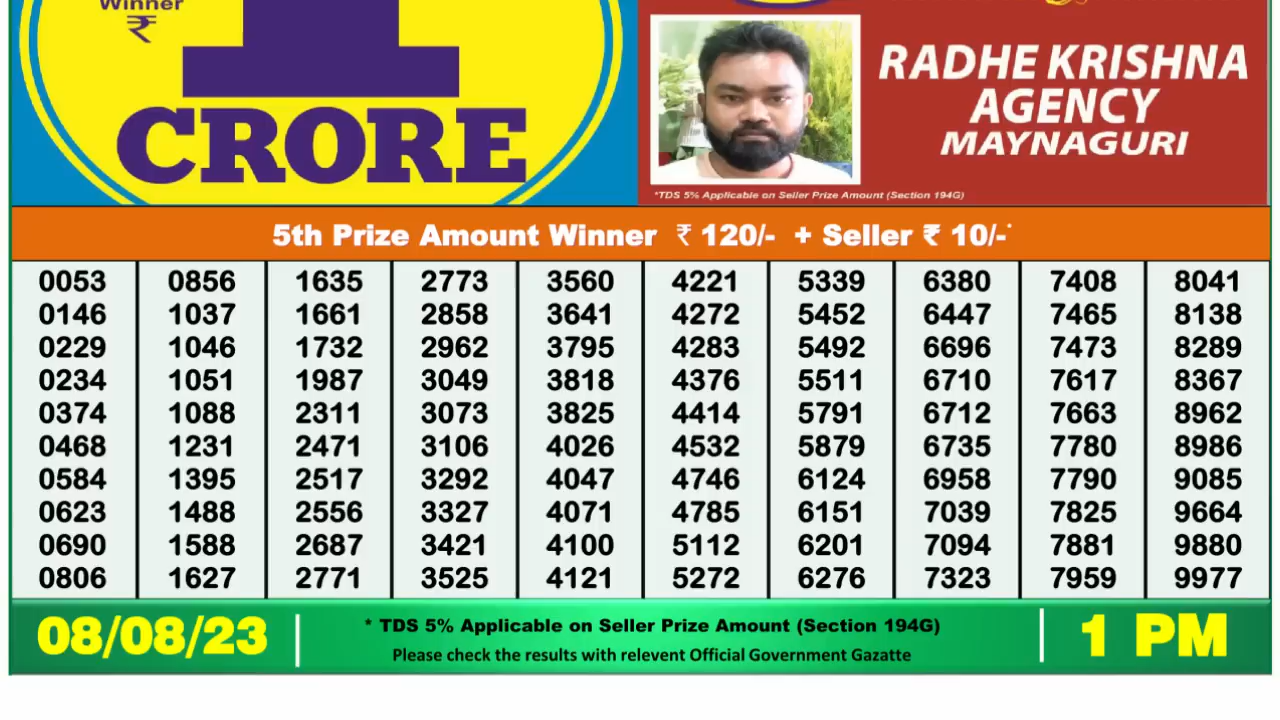 Winner
₹
1
CRORE
RADHE KRISHNA
AGENCY
MAYNAGURI
*TDS 5% Applicable on Seller Prize Amount (Section 194G)
5th Prize Amount Winner ₹ 120/- + Seller ₹ 10/-*
0053 0856 1635 2773 3560 4221 5339 6380 7408 8041
0146 1037 1661 2858 3641 4272 5452 6447 7465 8138
0229 1046 1732 2962 3795 4283 5492 6696 7473 8289
0234 1051 1987 3049 3818 4376 5511 6710 7617 8367
0374 1088 2311 3073 3825 4414 5791 6712 7663 8962
0468 1231 2471 3106 4026 4532 5879 6735 7780 8986
0584 1395 2517 3292 4047 4746 6124 6958 7790 9085
0623 1488 2556 3327 4071 4785 6151 7039 7825 9664
0690 1588 2687 3421 4100 5112 6201 7094 7881 9880
0806 1627 2771 3525 4121 5272 6276 7323 7959 9977
08/08/23
* TDS 5% Applicable on Seller Prize Amount (Section 194G)
Please check the results with relevent Official Government Gazatte
1 PM